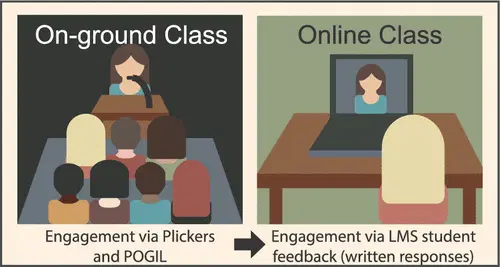 On-ground Class
Online Class
Engagement via Plickers
and POGIL
Engagement via LMS student
feedback (written responses)